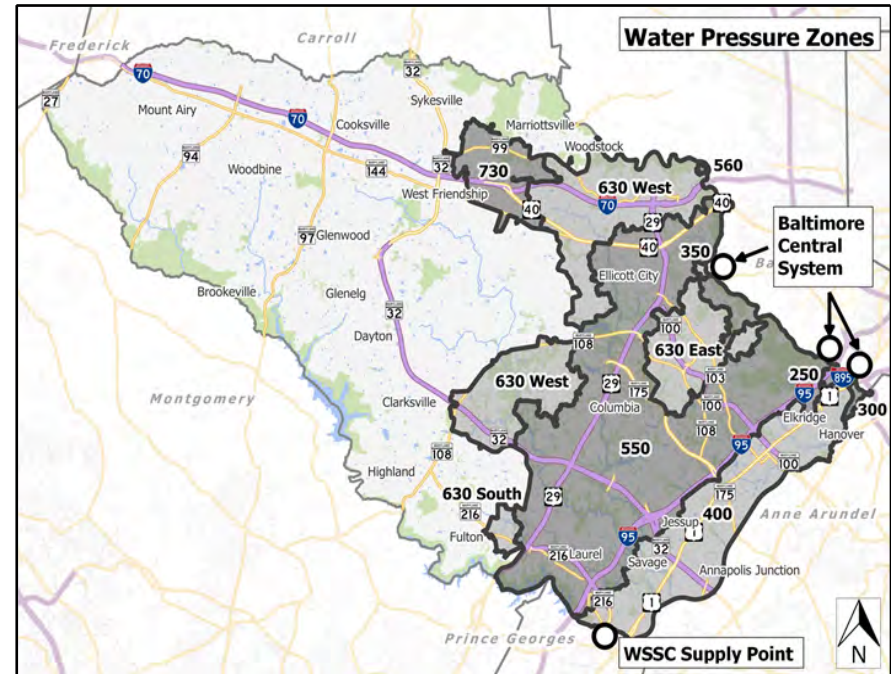 Water Pressure Zones
Frederick
Carroll
32
70
27
Mount Airy
Sykesville
70
Cooksville
Marriottsville
99
Woodstock
94
144
32
730
560
Woodbine
West Friendship
630 West
70
40
29
40
97
Glenwood
40
350
Baltimore
Central
System
Ba
Ellicott City
Brookeville
Glenelg
32
Dayton
108
100
630 East
630 West
29
175
103
250
895
95
1
300
Montgomery
Clarksville
Columbia
100
Elkridge
Hanover
32
108
550
108
95
100
Highland
630 South
29
175
216
Jessup
400
1
Anne Arundel
Fulton
95
216
Laurel
32
Savage
Annapolis Junction
216
1
Prince Georges
WSSC Supply Point
N